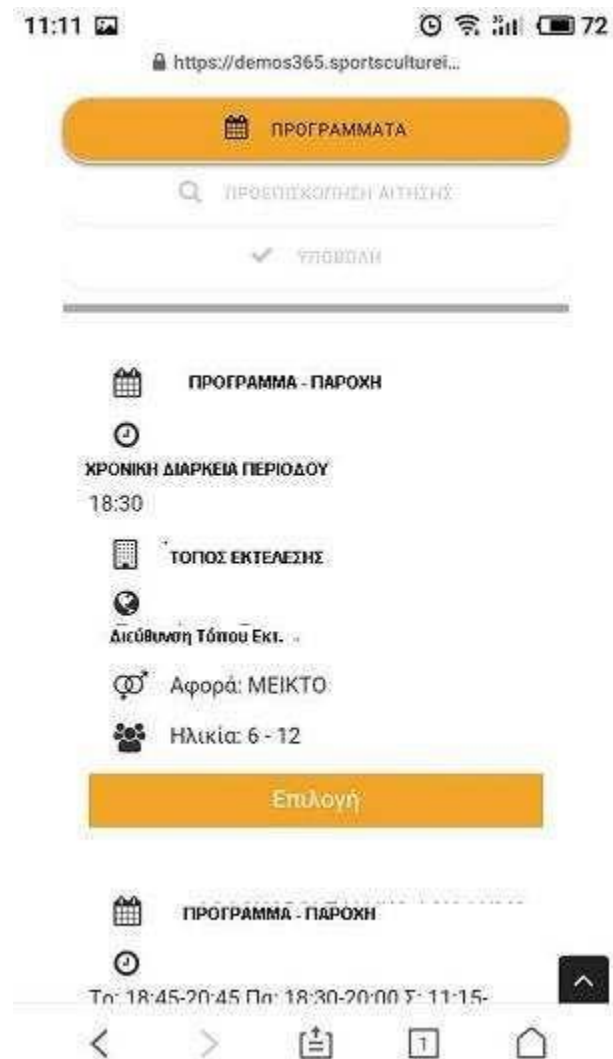 11:11 72
https://demos365.sportsculturei...
ΠΡΟΓΡΑΜΜΑΤΑ
ΠΡΟΕΠΙΣΚΟΠΗΣΗ ΑΙΤΗΣΗΣ
ΥΠΟΒΟΛΗ
ΠΡΟΓΡΑΜΜΑ - ΠΑΡΟΧΗ
ΧΡΟΝΙΚΗ ΔΙΑΡΚΕΙΑ ΠΕΡΙΟΔΟΥ
18:30
ΤΟΠΟΣ ΕΚΤΕΛΕΣΗΣ
Διεύθυνση Τόπου Εκτ.
Αφορά: ΜΕΙΚΤΟ
Ηλικία: 6 - 12
Επιλογή
ΠΡΟΓΡΑΜΜΑ - ΠΑΡΟΧΗ
Τρ: 18:45-20:45 Πα: 18:30-20:00 Σ: 11:15-
1